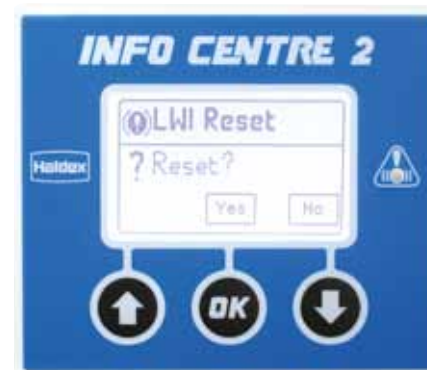 INFO CENTRE 2
LWI Reset
? Reset?
Yes No
Haldex
OK